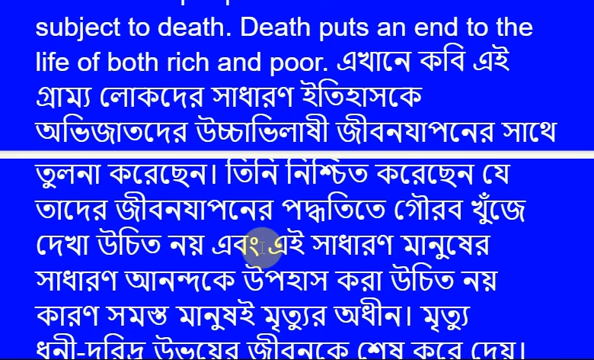 subject to death. Death puts an end to the
life of both rich and poor. এখানে কবি এই
গ্রাম্য লোকদের সাধারণ ইতিহাসকে
অভিজাতদের উচ্চাভিলাষী জীবনযাপনের সাথে
তুলনা করেছেন। তিনি নিশ্চিত করেছেন যে
তাদের জীবনযাপনের পদ্ধতিতে গৌরব খুঁজে
দেখা উচিত নয় এবং এই সাধারণ মানুষের
সাধারণ আনন্দকে উপহাস করা উচিত নয়
কারণ সমস্ত মানুষই মৃত্যুর অধীন। মৃত্যু
ধনী-দরিদ্র উভয়ের জীবনকে শেষ করে দেয়।